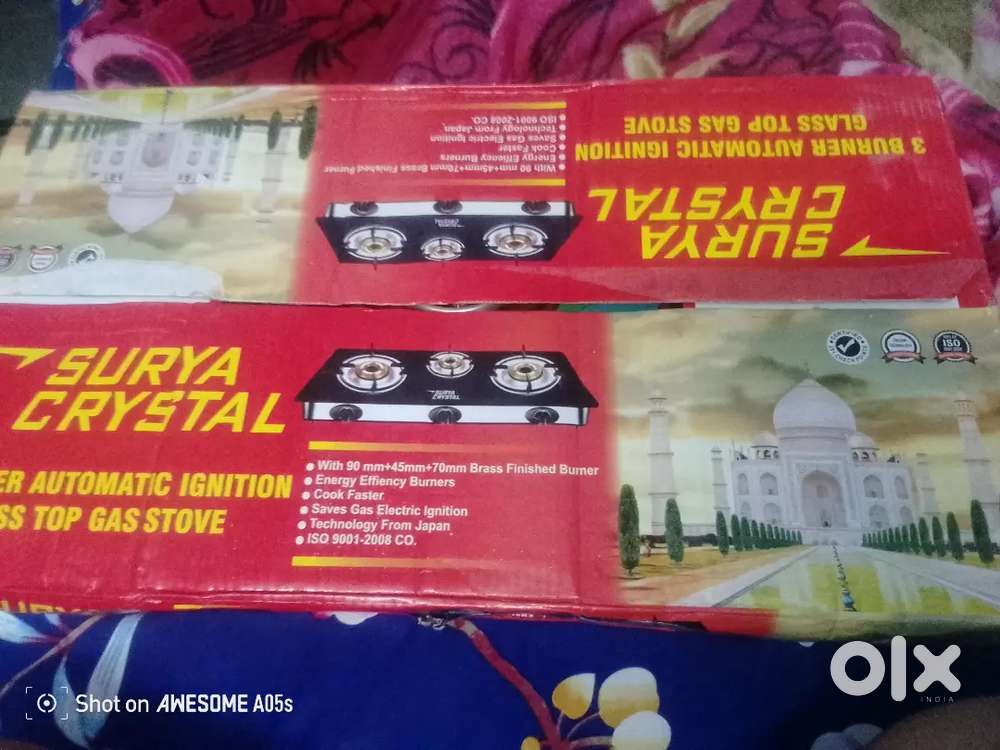 3 BURNER AUTOMATIC IGNITION
GLASS TOP GAS STOVE
SURYA
CRYSTAL
With 90 mm+45mm+70mm Brass Finished Burner
Energy Effiency Burners
Cook Faster
Saves Gas Electric Ignition
Technology From Japan
ISO 9001-2008 CO.
SURYA
CRYSTAL
ER AUTOMATIC IGNITION
SS TOP GAS STOVE
● With 90 mm+45mm+70mm Brass Finished Burner
● Energy Effiency Burners
● Cook Faster
● Saves Gas Electric Ignition
● Technology From Japan
● ISO 9001-2008 CO.
ISO
Shot on AWESOME A05s
olx
INDIA